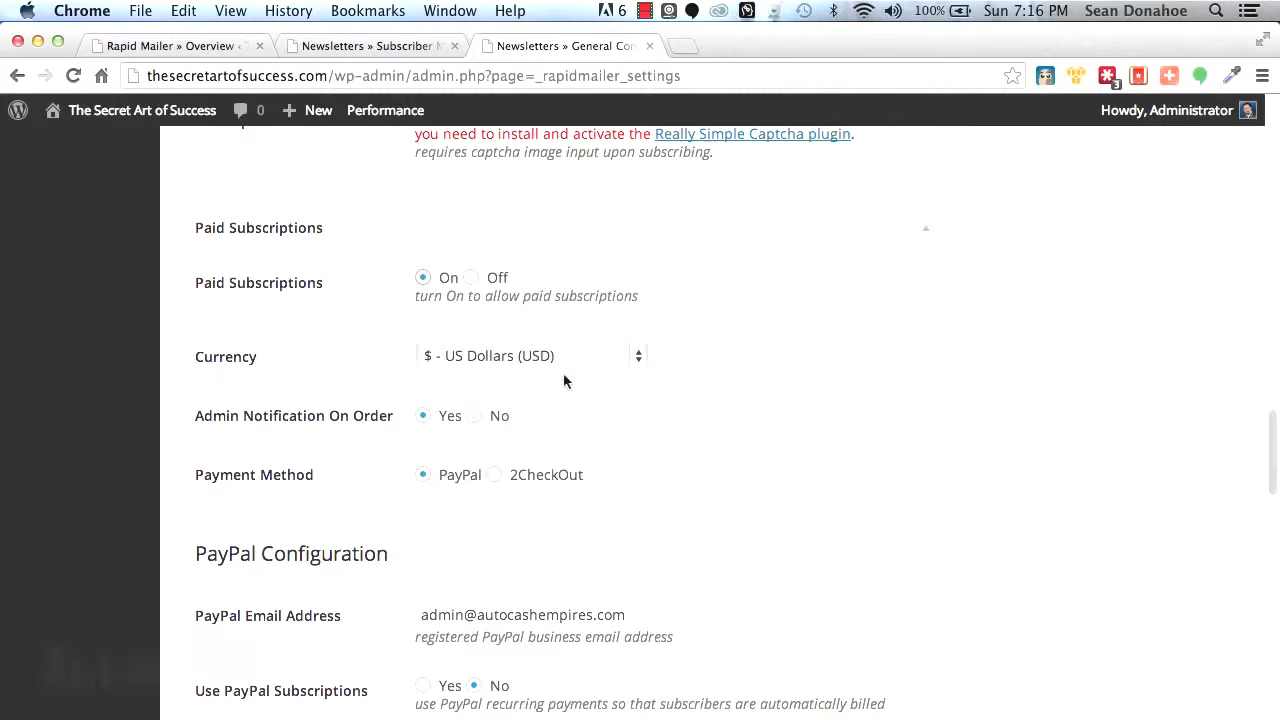 Chrome File Edit View History Bookmarks Window Help 6 100% Sun 7:16 PM Sean Donahoe
Rapid Mailer » Overview ‹
Newsletters » Subscriber M
Newsletters » General Con
thesecretartofsuccess.com/wp-admin/admin.php?page=_rapidmailer_settings
3
The Secret Art of Success 0 New Performance Howdy, Administrator
you need to install and activate the Really Simple Captcha plugin.
requires captcha image input upon subscribing.
Paid Subscriptions
Paid Subscriptions On Off
turn On to allow paid subscriptions
Currency $ - US Dollars (USD)
Admin Notification On Order Yes No
Payment Method PayPal 2CheckOut
PayPal Configuration
PayPal Email Address admin@autocashempires.com
registered PayPal business email address
Use PayPal Subscriptions Yes No
use PayPal recurring payments so that subscribers are automatically billed